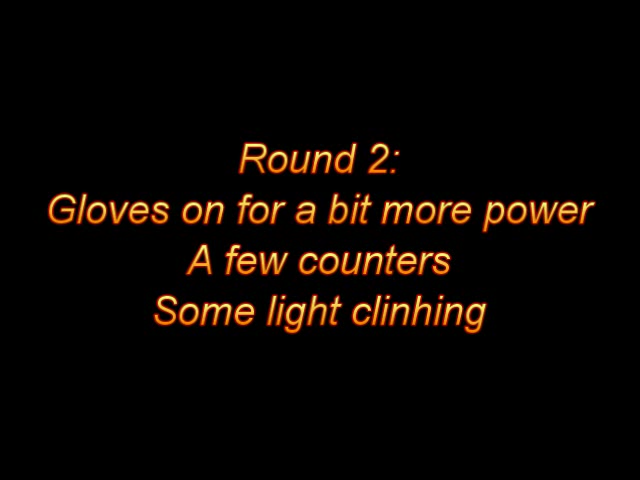 Round 2:
Gloves on for a bit more power
A few counters
Some light clinhing